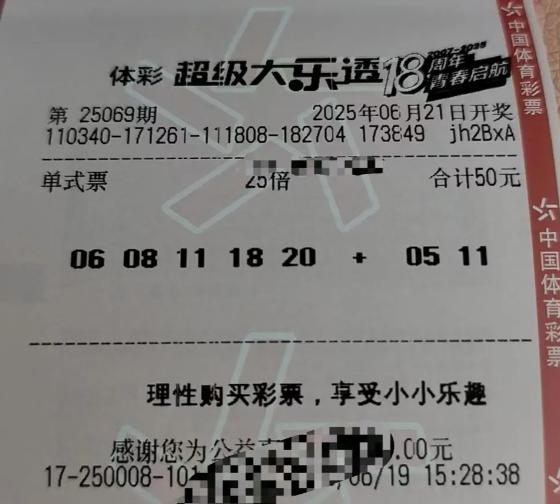 体彩 超级大乐透 18周年 2007-2025 青春启航
第 25069期 2025年06月21日开奖
110340-171261-111808-182704 173849 jh2BxA
单式票 25倍 合计50元
06 08 11 18 20 + 05 11
理性购买彩票，享受小小乐趣
感谢您为公益 .00元
17-250008-101 06/19 15:28:38
中国体育彩票
中国体育彩票